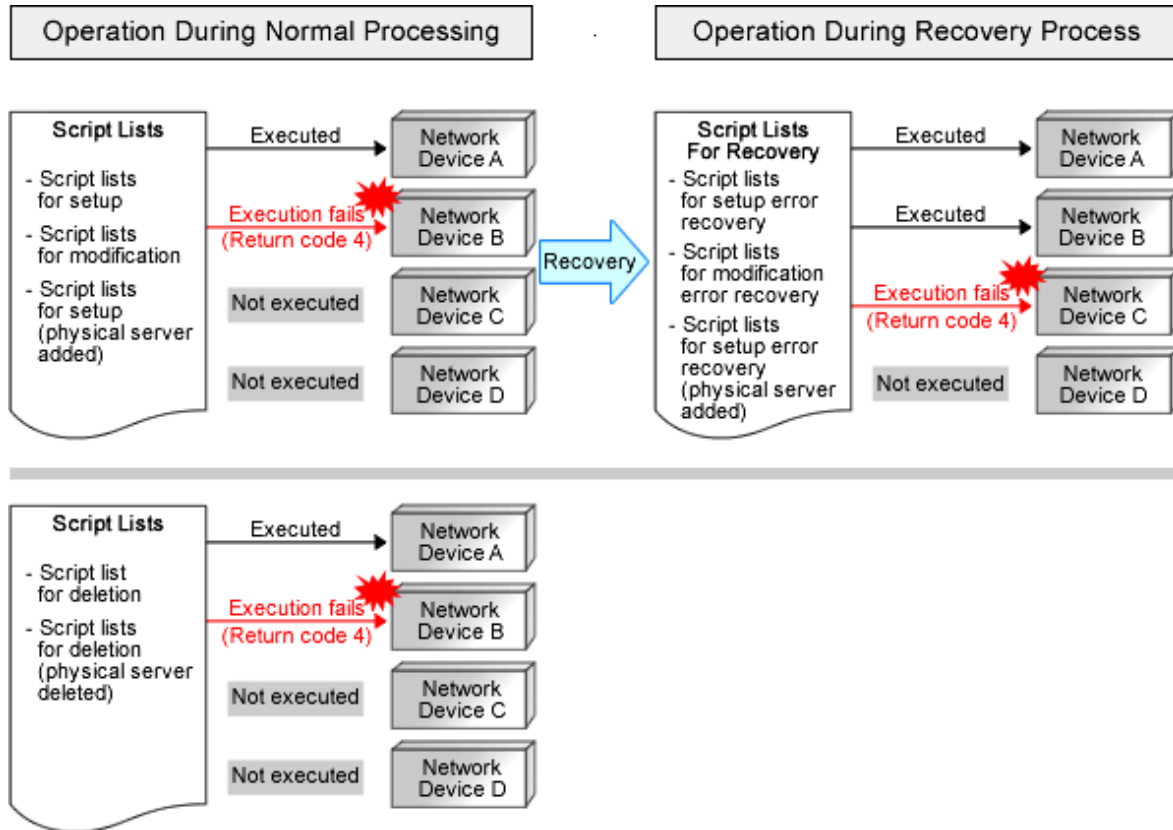 Operation During Normal Processing
Operation During Recovery Process
Script Lists
- Script lists
for setup
- Script lists
for modification
- Script lists
for setup
(physical server
added)
Executed
Network
Device A
Execution fails
(Return code 4)
Network
Device B
Not executed
Network
Device C
Not executed
Network
Device D
Recovery
Script Lists
For Recovery
- Script lists
for setup error
recovery
- Script lists
for modification
error recovery
- Script lists
for setup error
recovery
(physical server
added)
Executed
Network
Device A
Executed
Network
Device B
Execution fails
(Return code 4)
Network
Device C
Not executed
Network
Device D
Script Lists
- Script list
for deletion
- Script lists
for deletion
(physical server
deleted)
Executed
Network
Device A
Execution fails
(Return code 4)
Network
Device B
Not executed
Network
Device C
Not executed
Network
Device D